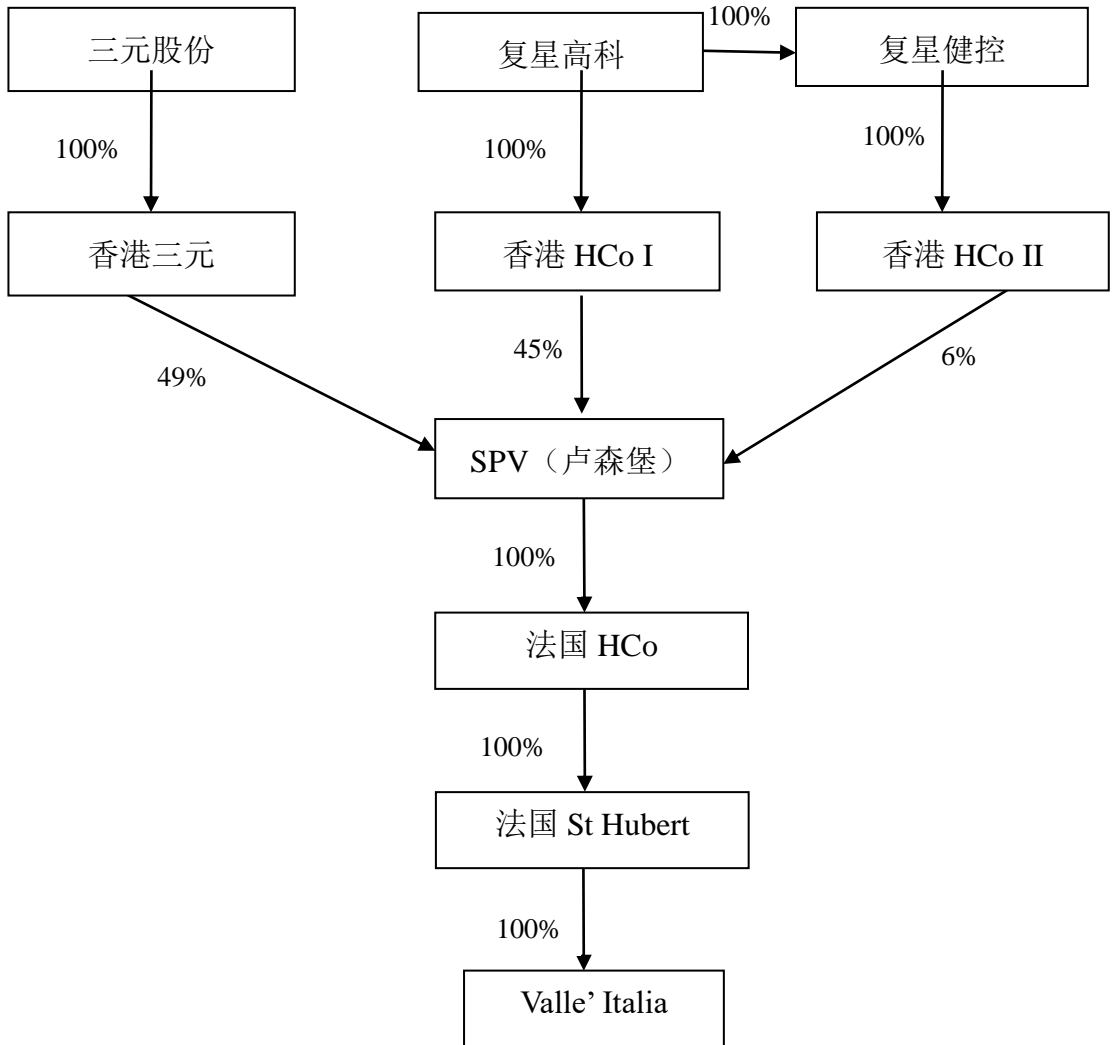 100%
三元股份
复星高科
复星健控
100%
100%
100%
香港三元
香港 HCo I
香港 HCo II
49%
45%
6%
SPV（卢森堡）
100%
法国 HCo
100%
法国 St Hubert
100%
Valle’ Italia